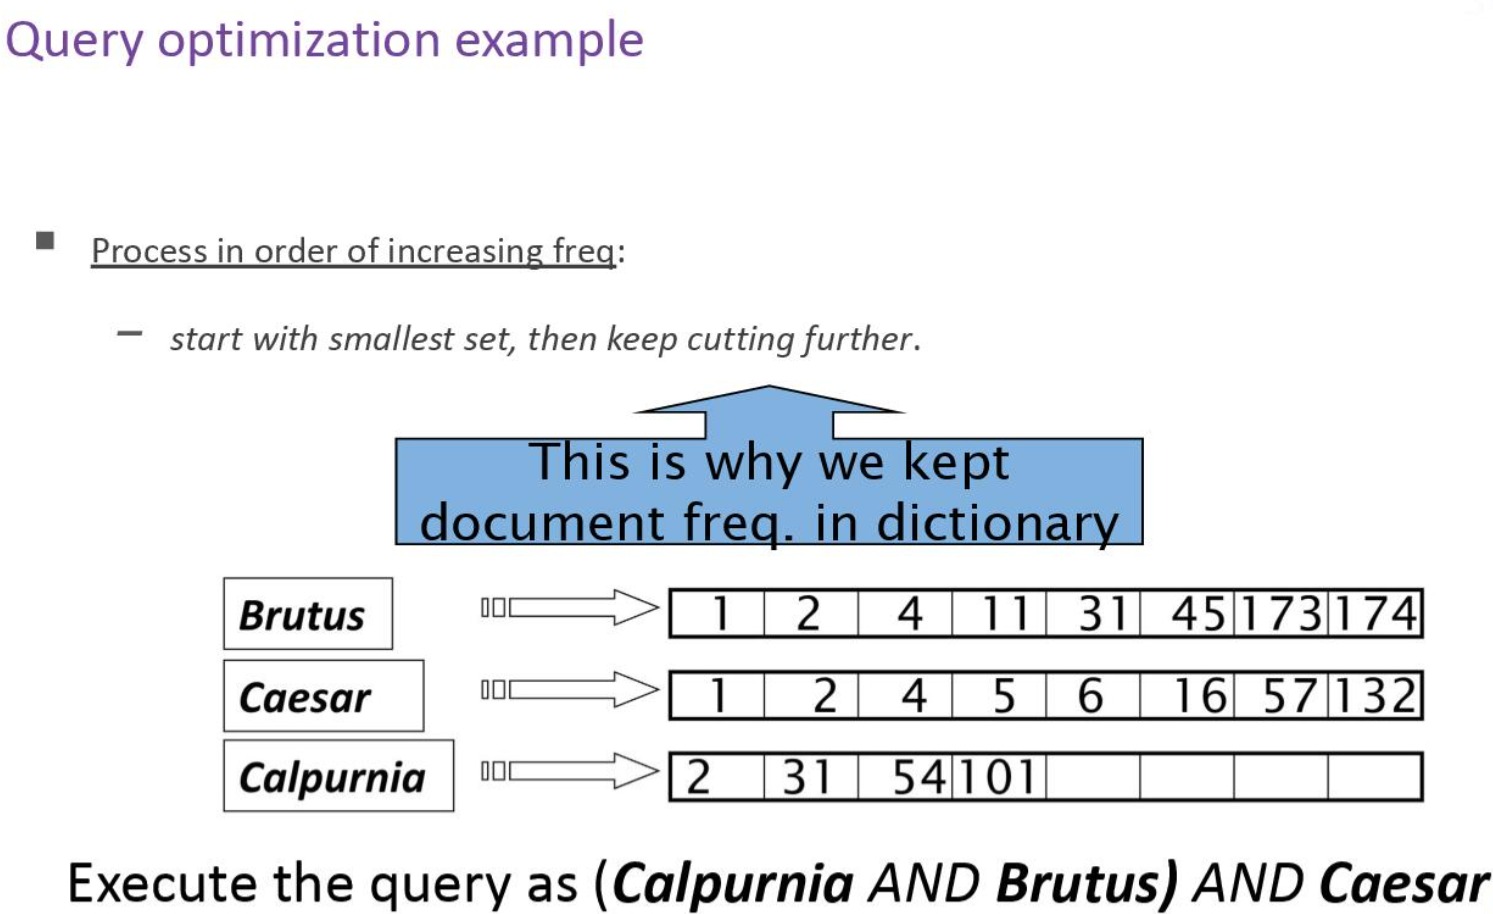 Query optimization example
Process in order of increasing freq:
– start with smallest set, then keep cutting further.
This is why we kept
document freq. in dictionary
Brutus 1 2 4 11 31 45 173 174
Caesar 1 2 4 5 6 16 57 132
Calpurnia 2 31 54 101
Execute the query as (Calpurnia AND Brutus) AND Caesar